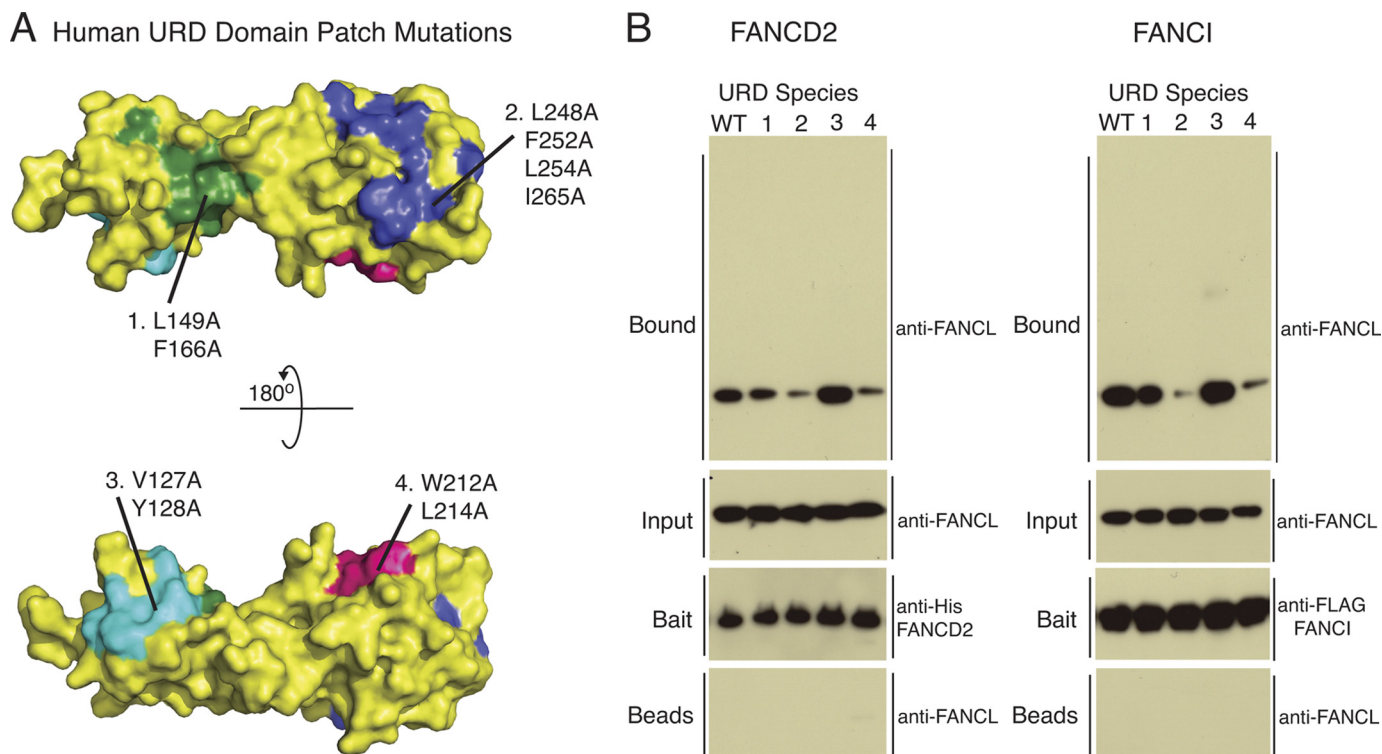 A Human URD Domain Patch Mutations
2. L248A
F252A
L254A
I265A
1. L149A
F166A
180o
3. V127A
Y128A
4. W212A
L214A
B
FANCD2
URD Species
WT 1 2 3 4
Bound
anti-FANCL
Input
anti-FANCL
Bait
anti-His
FANCD2
Beads
anti-FANCL
FANCI
URD Species
WT 1 2 3 4
Bound
anti-FANCL
Input
anti-FANCL
Bait
anti-FLAG
FANCI
Beads
anti-FANCL